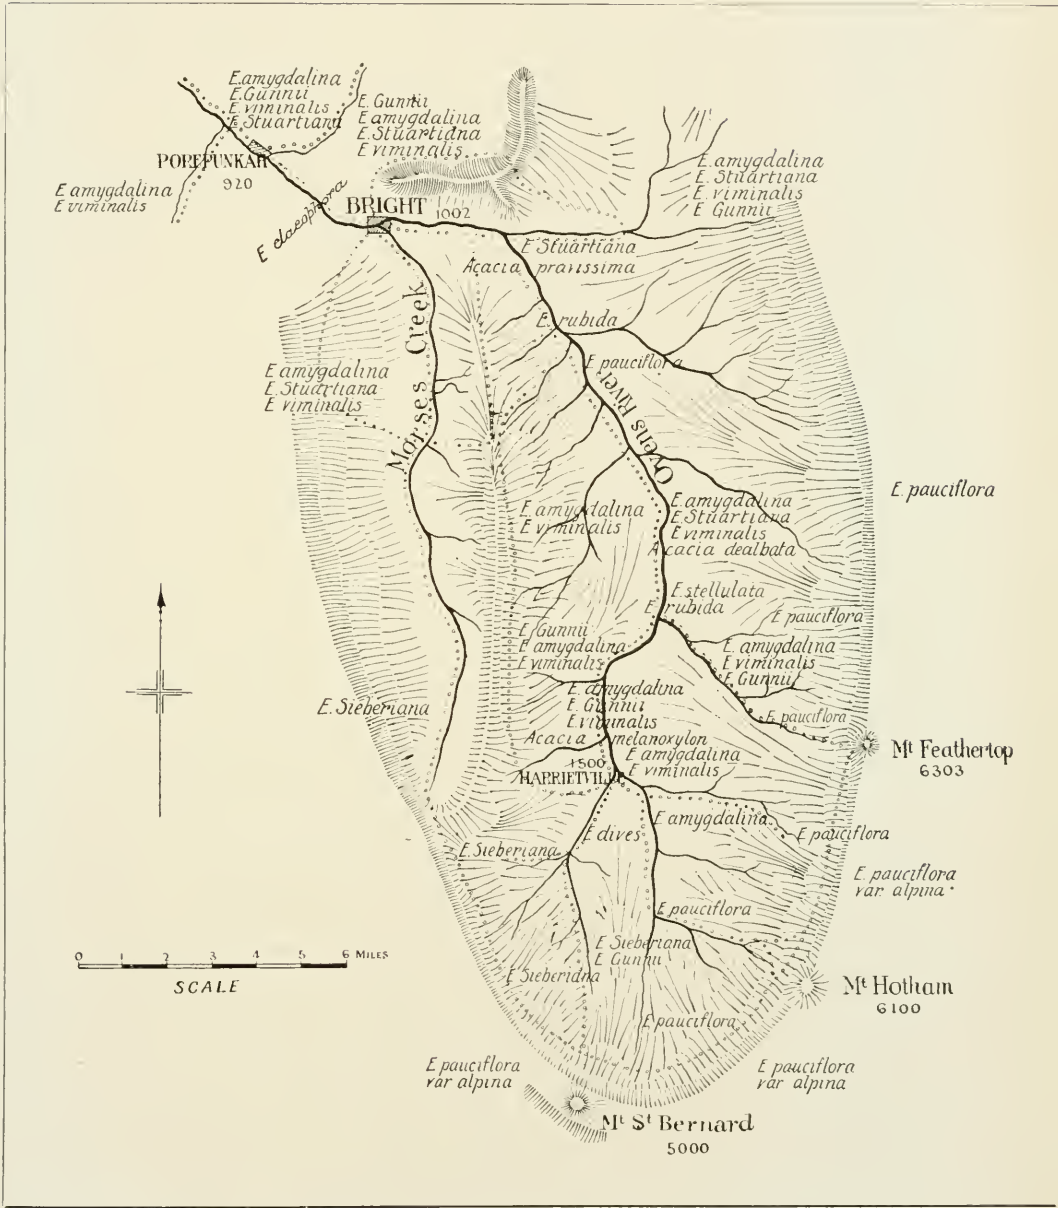 E. amygdalina
E. Gunnii
E. viminalis
E. Stuartiana
E. Gunnii
E amygdalina
E. Stuartiana
E viminalis
POREPUNKAH
920
E amygdalina
E viminalis
E elaeophora
BRIGHT
1002
E. amygdalina
E. Stuartiana
E. viminalis
E Gunnii
E Stuartiana
Acacia pravissima
E. rubida
E pauciflora
Morses Creek
Ovens River
E amygdalina
E. Stuartiana
E viminalis
E. pauciflora
E. amygdalina
E viminalis
E. amygdalina
E. Stuartiana
E viminalis
Acacia dealbata
E. stellulata
E. rubida
E pauciflora
E Gunnii
E amygdalina
E viminalis
E. amygdalina
E viminalis
E Gunnii
E. Sieberiana
E. amygdalina
E. Gunnii
E viminalis
Acacia melanoxylon
E. pauciflora
E amygdalina
E viminalis
1500
HARRIETVILLE
Mt Feathertop
6303
E dives
E amygdalina
E pauciflora
E. Sieberiana
E. pauciflora
var. alpina
E pauciflora
E Sieberiana
E Gunnii
E Sieberiana
0 1 2 3 4 5 6 MILES
SCALE
Mt Hotham
6100
E pauciflora
E pauciflora
var alpina
E pauciflora
var alpina
Mt St Bernard
5000